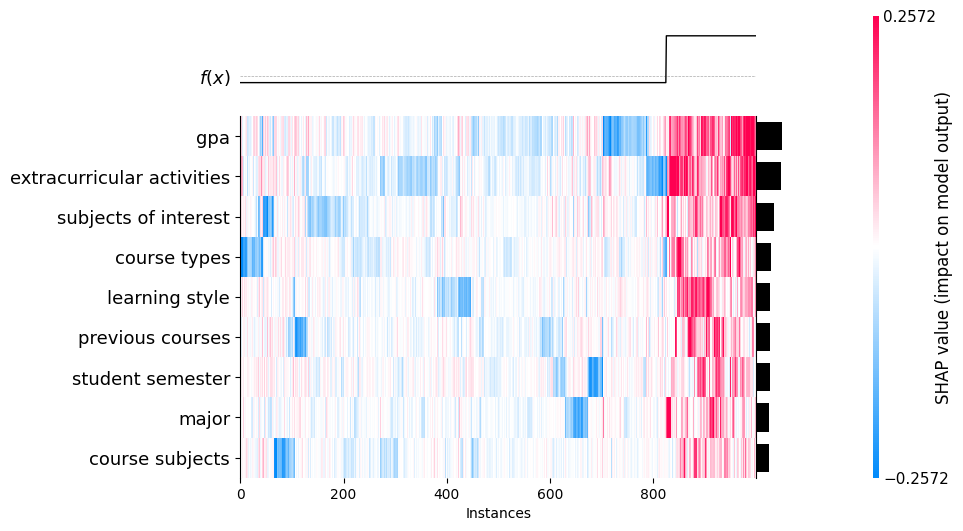 0.2572
f(x)
gpa
extracurricular activities
subjects of interest
course types
learning style
previous courses
student semester
major
course subjects
0 200 400 600 800
Instances
SHAP value (impact on model output)
−0.2572